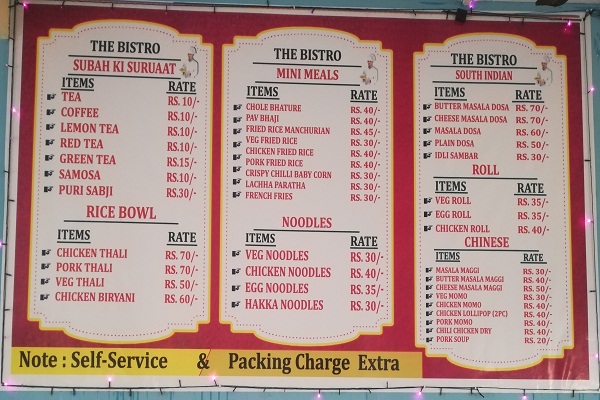 THE BISTRO
SUBAH KI SURUAAT
ITEMS RATE
TEA RS.10/-
COFFEE RS.10/-
LEMON TEA RS.10/-
RED TEA RS.10/-
GREEN TEA RS.15/-
SAMOSA RS.10/-
PURI SABJI RS.30/-
RICE BOWL
ITEMS RATE
CHICKEN THALI RS. 70/-
PORK THALI RS. 70/-
VEG THALI RS. 50/-
CHICKEN BIRYANI RS. 60/-
THE BISTRO
MINI MEALS
ITEMS RATE
CHOLE BHATURE RS. 40/-
PAV BHAJI RS. 40/-
FRIED RICE MANCHURIAN RS. 45/-
VEG FRIED RICE RS. 30/-
CHICKEN FRIED RICE RS. 40/-
PORK FRIED RICE RS. 40/-
CRISPY CHILLI BABY CORN RS. 30/-
LACHHA PARATHA RS. 30/-
FRENCH FRIES RS. 30/-
NOODLES
ITEMS RATE
VEG NOODLES RS. 30/-
CHICKEN NOODLES RS. 40/-
EGG NOODLES RS. 35/-
HAKKA NOODLES RS. 30/-
THE BISTRO
SOUTH INDIAN
ITEMS RATE
BUTTER MASALA DOSA RS. 70/-
CHEESE MASALA DOSA RS. 70/-
MASALA DOSA RS. 60/-
PLAIN DOSA RS. 50/-
IDLI SAMBAR RS. 30/-
ROLL
ITEMS RATE
VEG ROLL RS. 35/-
EGG ROLL RS. 35/-
CHICKEN ROLL RS. 40/-
CHINESE
ITEMS RATE
MASALA MAGGI RS. 30/-
BUTTER MASALA MAGGI RS. 40/-
CHEESE MASALA MAGGI RS. 50/-
VEG MOMO RS. 30/-
CHICKEN MOMO RS. 40/-
CHICKEN LOLLIPOP (2PC) RS. 40/-
PORK MOMO RS. 40/-
CHILI CHICKEN DRY RS. 40/-
PORK SOUP RS. 20/-
Note : Self-Service & Packing Charge Extra